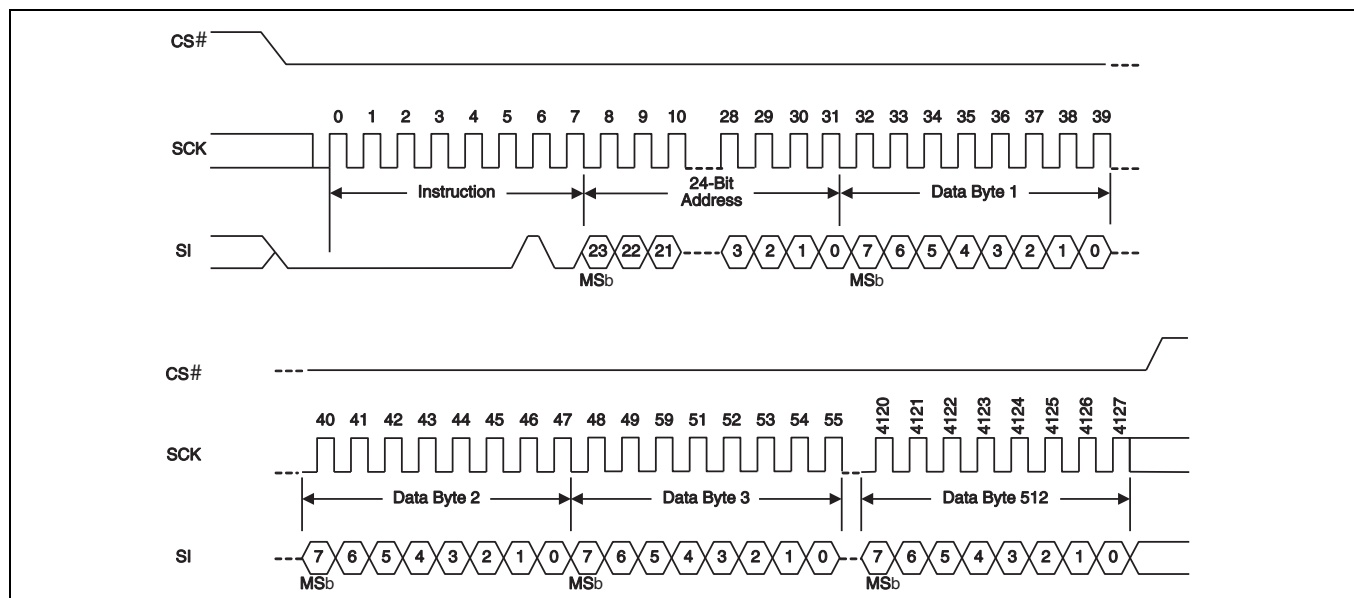 CS#
0 1 2 3 4 5 6 7 8 9 10 28 29 30 31 32 33 34 35 36 37 38 39
SCK
Instruction 24-Bit Address Data Byte 1
SI
23 22 21 3 2 1 0 7 6 5 4 3 2 1 0
MSb MSb
CS#
40 41 42 43 44 45 46 47 48 49 59 51 52 53 54 55 4120 4121 4122 4123 4124 4125 4126 4127
SCK
Data Byte 2 Data Byte 3 Data Byte 512
SI
7 6 5 4 3 2 1 0 7 6 5 4 3 2 1 0 7 6 5 4 3 2 1 0
MSb MSb MSb